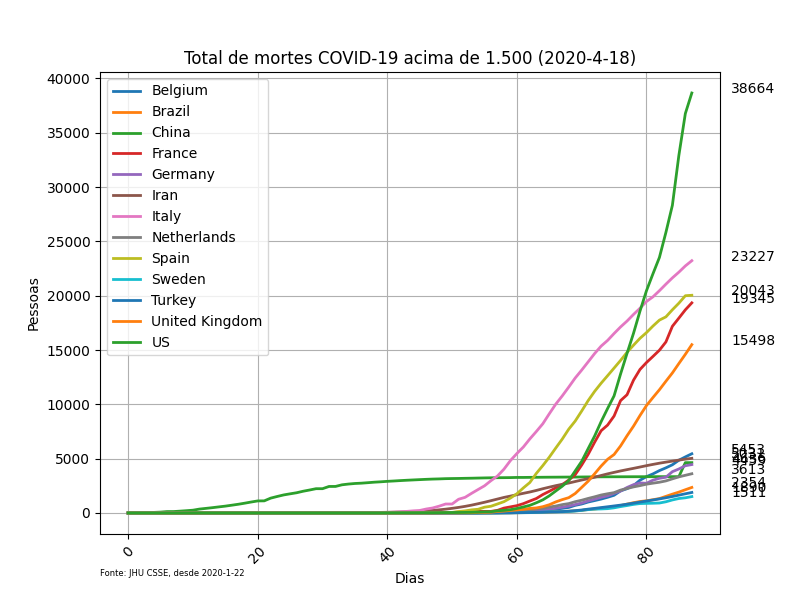 Total de mortes COVID-19 acima de 1.500 (2020-4-18)
40000
35000
30000
25000
20000
15000
10000
5000
0
Pessoas
Belgium
Brazil
China
France
Germany
Iran
Italy
Netherlands
Spain
Sweden
Turkey
United Kingdom
US
38664
23227
20043
19345
15498
5453
3613
2354
1511
0
20
40
60
80
Dias
Fonte: JHU CSSE, desde 2020-1-22